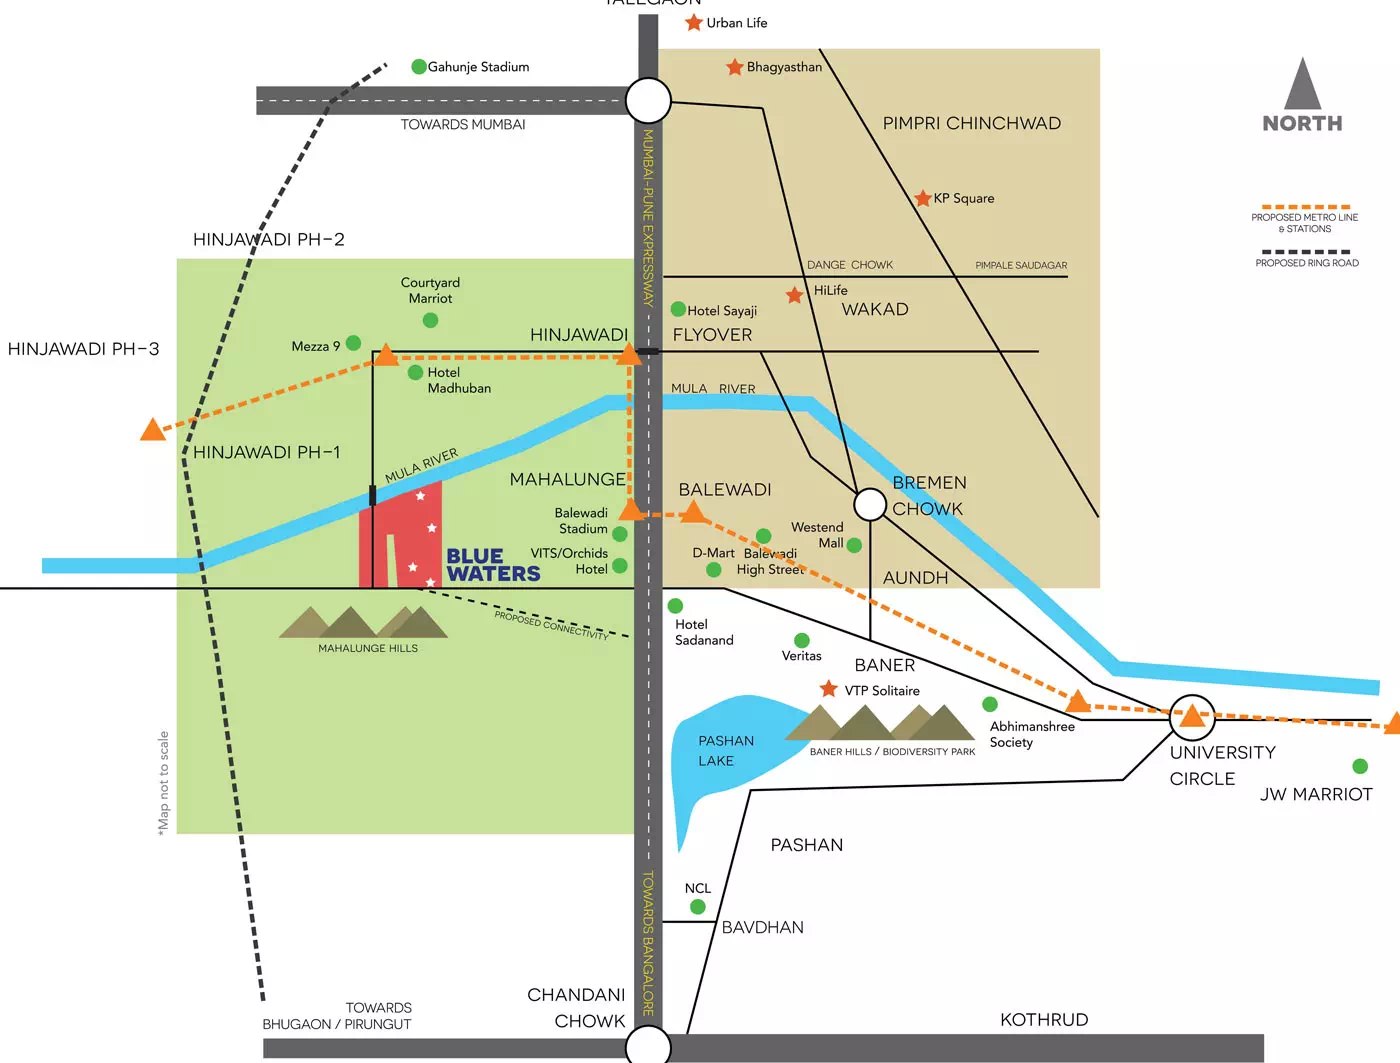 TALEGAON
Urban Life
Gahunje Stadium
Bhagyasthan
TOWARDS MUMBAI
PIMPRI CHINCHWAD
NORTH
MUMBAI-PUNE EXPRESSWAY
KP Square
PROPOSED METRO LINE
& STATIONS
PROPOSED RING ROAD
HINJAWADI PH-2
DANGE CHOWK
PIMPALE SAUDAGAR
Courtyard
Marriot
HiLife
Hotel Sayaji
WAKAD
HINJAWADI
FLYOVER
Mezza 9
HINJAWADI PH-3
Hotel
Madhuban
MULA RIVER
HINJAWADI PH-1
MULA RIVER
MAHALUNGE
BALEWADI
BREMEN
CHOWK
Balewadi
Stadium
Westend
Mall
VITS/Orchids
Hotel
D-Mart
Balewadi
High Street
BLUE
WATERS
AUNDH
PROPOSED CONNECTIVITY
Hotel
Sadanand
MAHALUNGE HILLS
Veritas
BANER
VTP Solitaire
Abhimanshree
Society
PASHAN
LAKE
BANER HILLS / BIODIVERSITY PARK
UNIVERSITY
CIRCLE
JW MARRIOT
*Map not to scale
PASHAN
NCL
BAVDHAN
TOWARDS BANGALORE
CHANDANI
CHOWK
TOWARDS
BHUGAON / PIRUNGUT
KOTHRUD